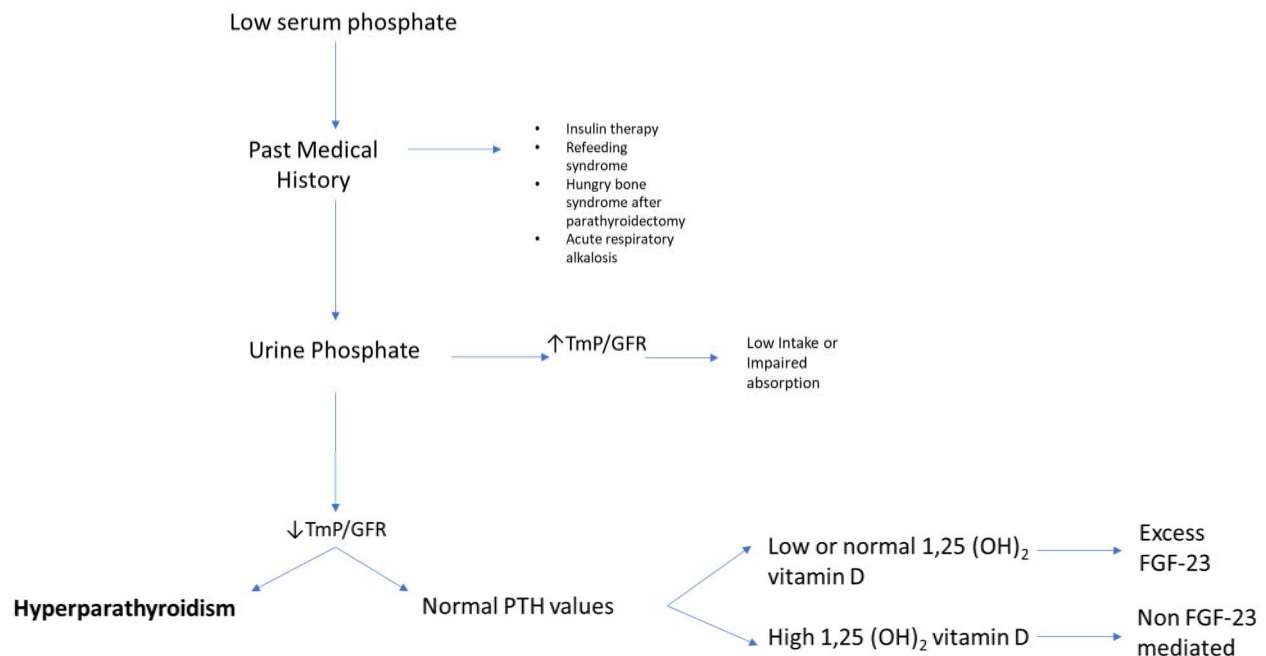 Low serum phosphate
Past Medical
History
• Insulin therapy
• Refeeding
syndrome
• Hungry bone
syndrome after
parathyroidectomy
• Acute respiratory
alkalosis
Urine Phosphate
↑TmP/GFR
Low Intake or
Impaired
absorption
↓TmP/GFR
Hyperparathyroidism
Normal PTH values
Low or normal 1,25 (OH)₂
vitamin D
Excess
FGF-23
High 1,25 (OH)₂ vitamin D
Non FGF-23
mediated